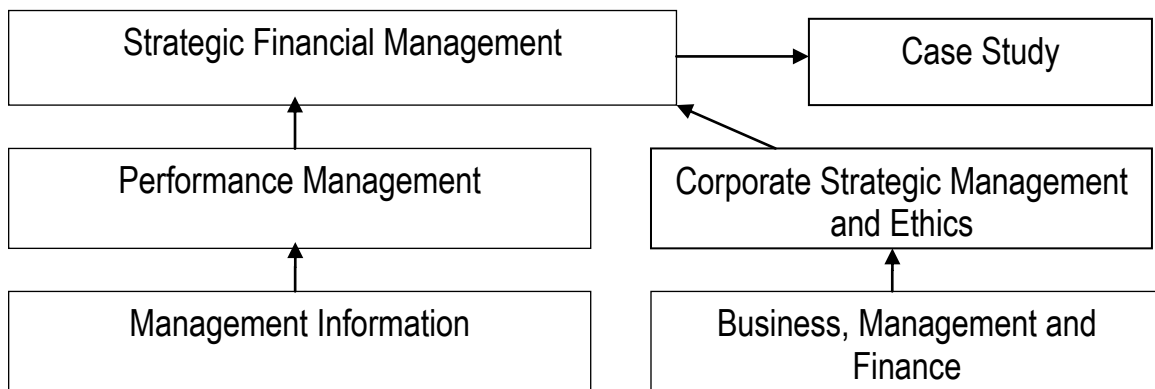 Strategic Financial Management
Case Study
Performance Management
Corporate Strategic Management
and Ethics
Management Information
Business, Management and
Finance